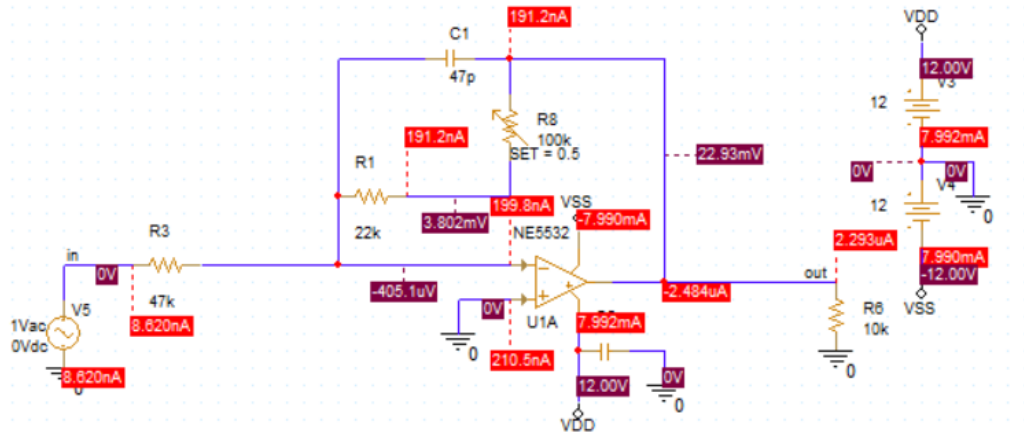 191.2nA
VDD
C1
47p
12.00V
V3
12
R8
100k
SET = 0.5
191.2nA
7.992mA
R1
22.93mV
0V
V4
199.8nA
VSS
-7.990mA
12
3.802mV
22k
NE5532
R3
2.293uA
in
0V
7.990mA
-12.00V
out
-405.1uV
-2.484uA
VSS
47k
V5
0V
U1A
7.992mA
R6
10k
1Vac
0Vdc
8.620nA
0
210.5nA
0V
0
8.620nA
12.00V
0
0
VDD